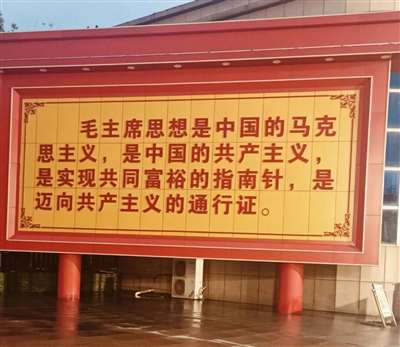 毛主席思想是中国的马克
思主义，是中国的共产主义，
是实现共同富裕的指南针，是
迈向共产主义的通行证。